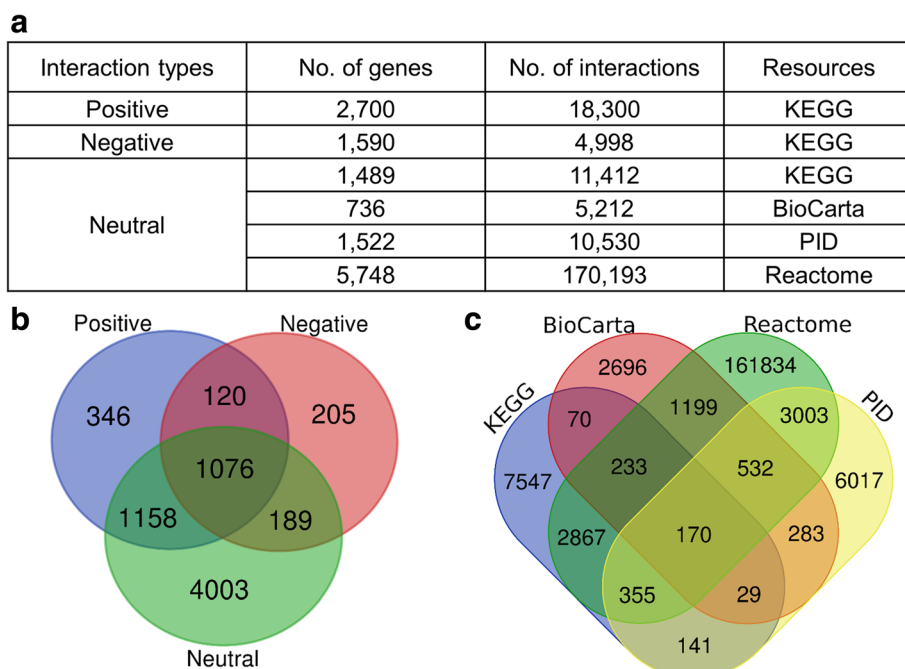 a
Interaction types No. of genes No. of interactions Resources
Positive 2,700 18,300 KEGG
Negative 1,590 4,998 KEGG
Neutral
1,489 11,412 KEGG
736 5,212 BioCarta
1,522 10,530 PID
5,748 170,193 Reactome
b
Positive Negative
346 120 205
1076
1158 189
4003
Neutral
c
BioCarta Reactome
KEGG PID
2696 161834
70 1199 3003
7547 233 532 6017
2867 170 283
355 29
141